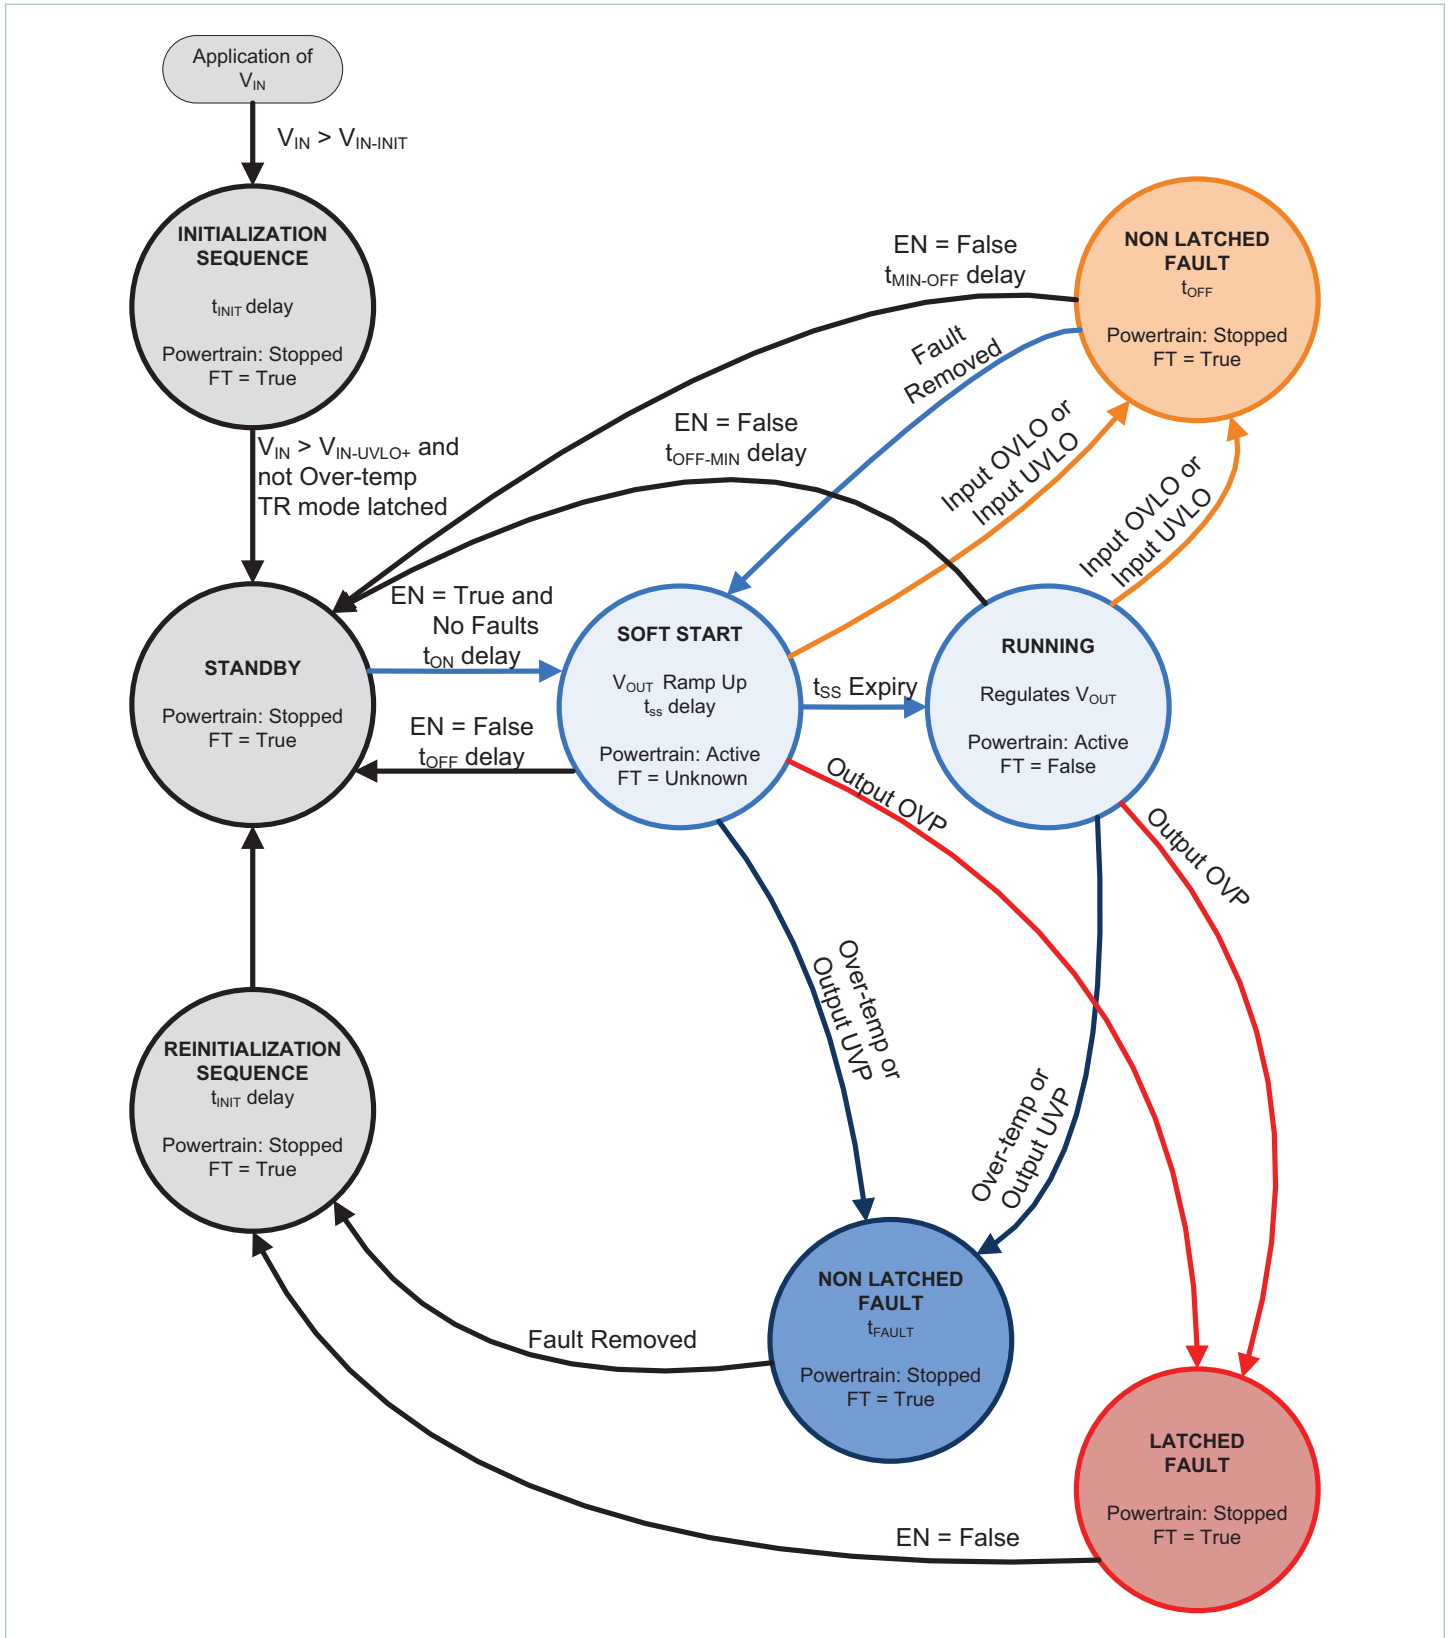 Application of
VIN
VIN > VIN-INIT
INITIALIZATION
SEQUENCE
tINIT delay
Powertrain: Stopped
FT = True
VIN > VIN-UVLO+ and
not Over-temp
TR mode latched
EN = False
tMIN-OFF delay
NON LATCHED
FAULT
tOFF
Powertrain: Stopped
FT = True
Fault
Removed
EN = False
tOFF-MIN delay
Input OVLO or
Input UVLO
Input OVLO or
Input UVLO
STANDBY
Powertrain: Stopped
FT = True
EN = True and
No Faults
tON delay
EN = False
tOFF delay
SOFT START
VOUT Ramp Up
tss delay
Powertrain: Active
FT = Unknown
tSS Expiry
RUNNING
Regulates VOUT
Powertrain: Active
FT = False
Output OVP
Output OVP
Over-temp or
Output UVP
Over-temp or
Output UVP
REINITIALIZATION
SEQUENCE
tINIT delay
Powertrain: Stopped
FT = True
Fault Removed
NON LATCHED
FAULT
tFAULT
Powertrain: Stopped
FT = True
EN = False
LATCHED
FAULT
Powertrain: Stopped
FT = True